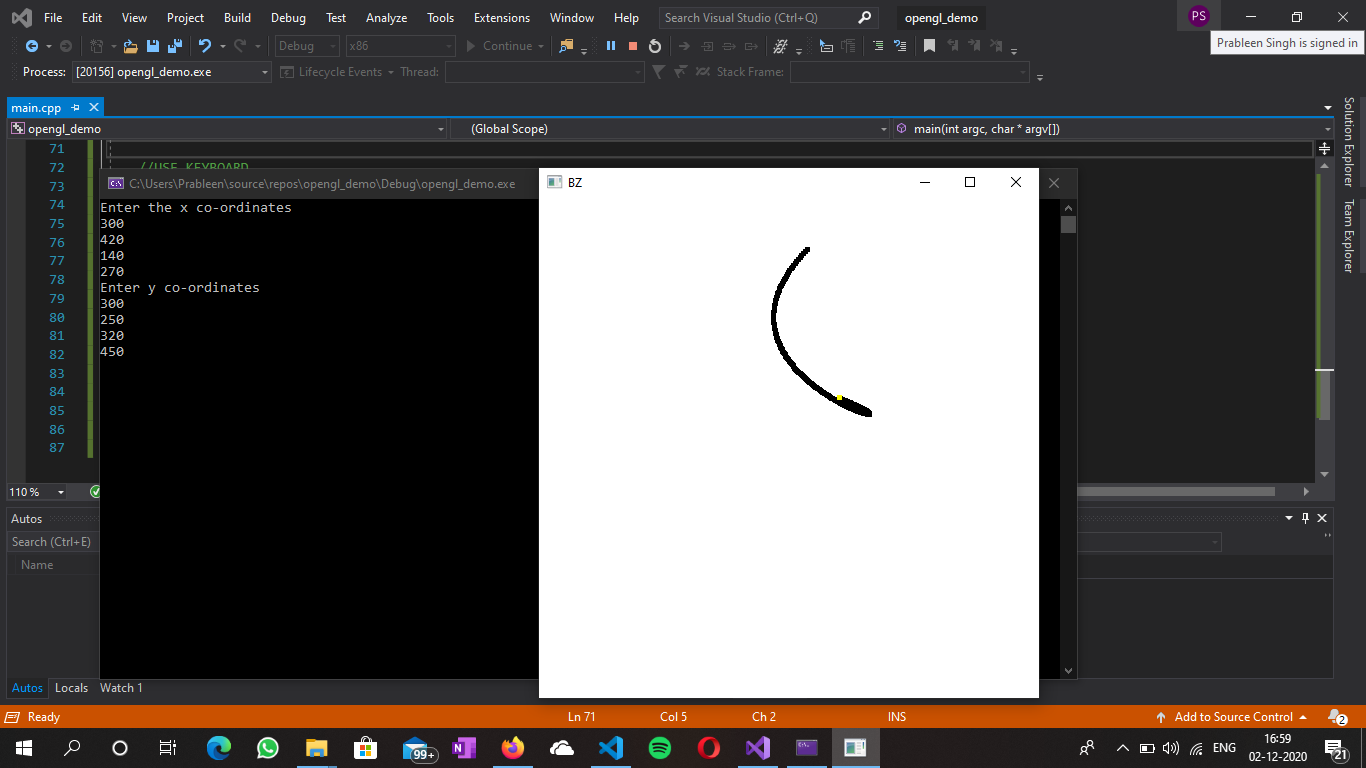 File Edit View Project Build Debug Test Analyze Tools Extensions Window Help Search Visual Studio (Ctrl+Q) opengl_demo PS
Prableen Singh is signed in
Debug x86 Continue
Process: [20156] opengl_demo.exe Lifecycle Events Thread: Stack Frame:
main.cpp
opengl_demo (Global Scope) main(int argc, char * argv[])
71
72 //USE KEYBOARD
73
74
75
76
77
78
79
80
81
82
83
84
85
86
87
C:\Users\Prableen\source\repos\opengl_demo\Debug\opengl_demo.exe
Enter the x co-ordinates
300
420
140
270
Enter y co-ordinates
300
250
320
450
BZ
Solution Explorer
Team Explorer
110 %
Autos
Search (Ctrl+E)
Name
Autos Locals Watch 1
Ready Ln 71 Col 5 Ch 2 INS Add to Source Control 2
99+ N ENG 16:59
02-12-2020 21